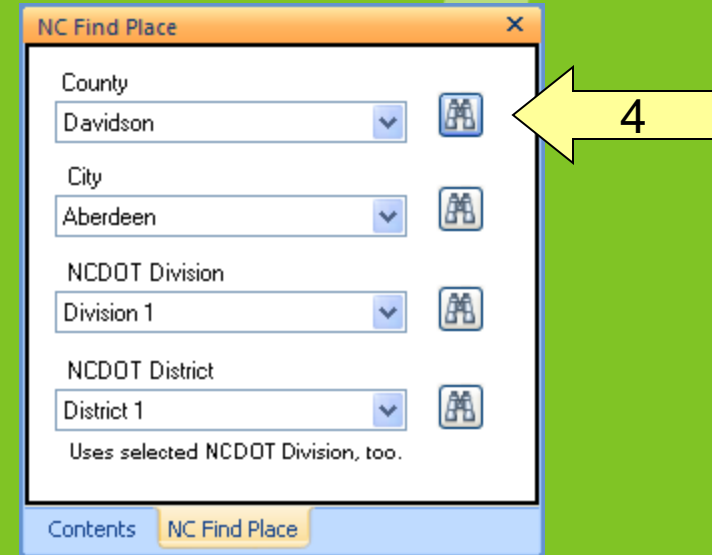 NC Find Place
County
Davidson
4
City
Aberdeen
NCDOT Division
Division 1
NCDOT District
District 1
Uses selected NCDOT Division, too.
Contents NC Find Place